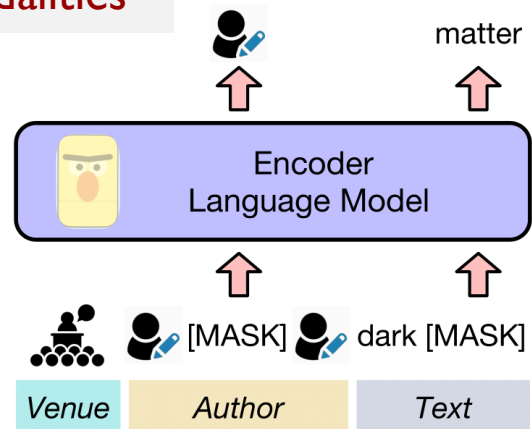 matter
Encoder
Language Model
[MASK] dark [MASK]
Venue Author Text